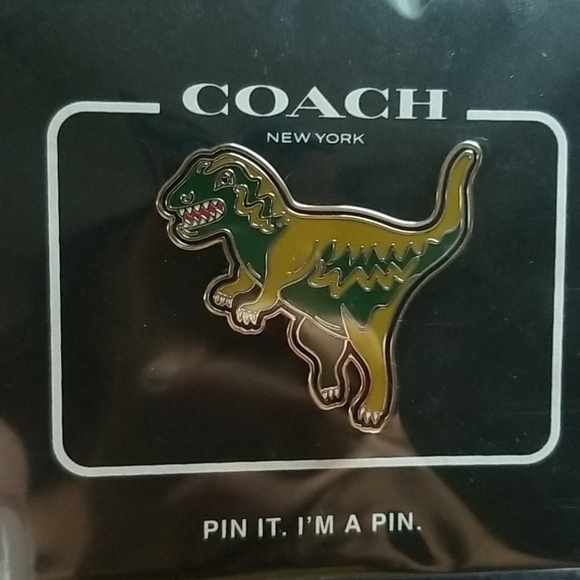 COACH
NEW YORK
PIN IT. I'M A PIN.